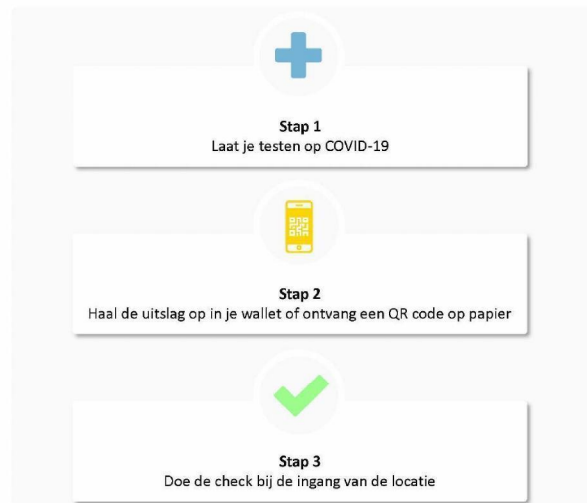 Stap 1
Laat je testen op COVID-19
Stap 2
Haal de uitslag op in je wallet of ontvang een QR code op papier
Stap 3
Doe de check bij de ingang van de locatie